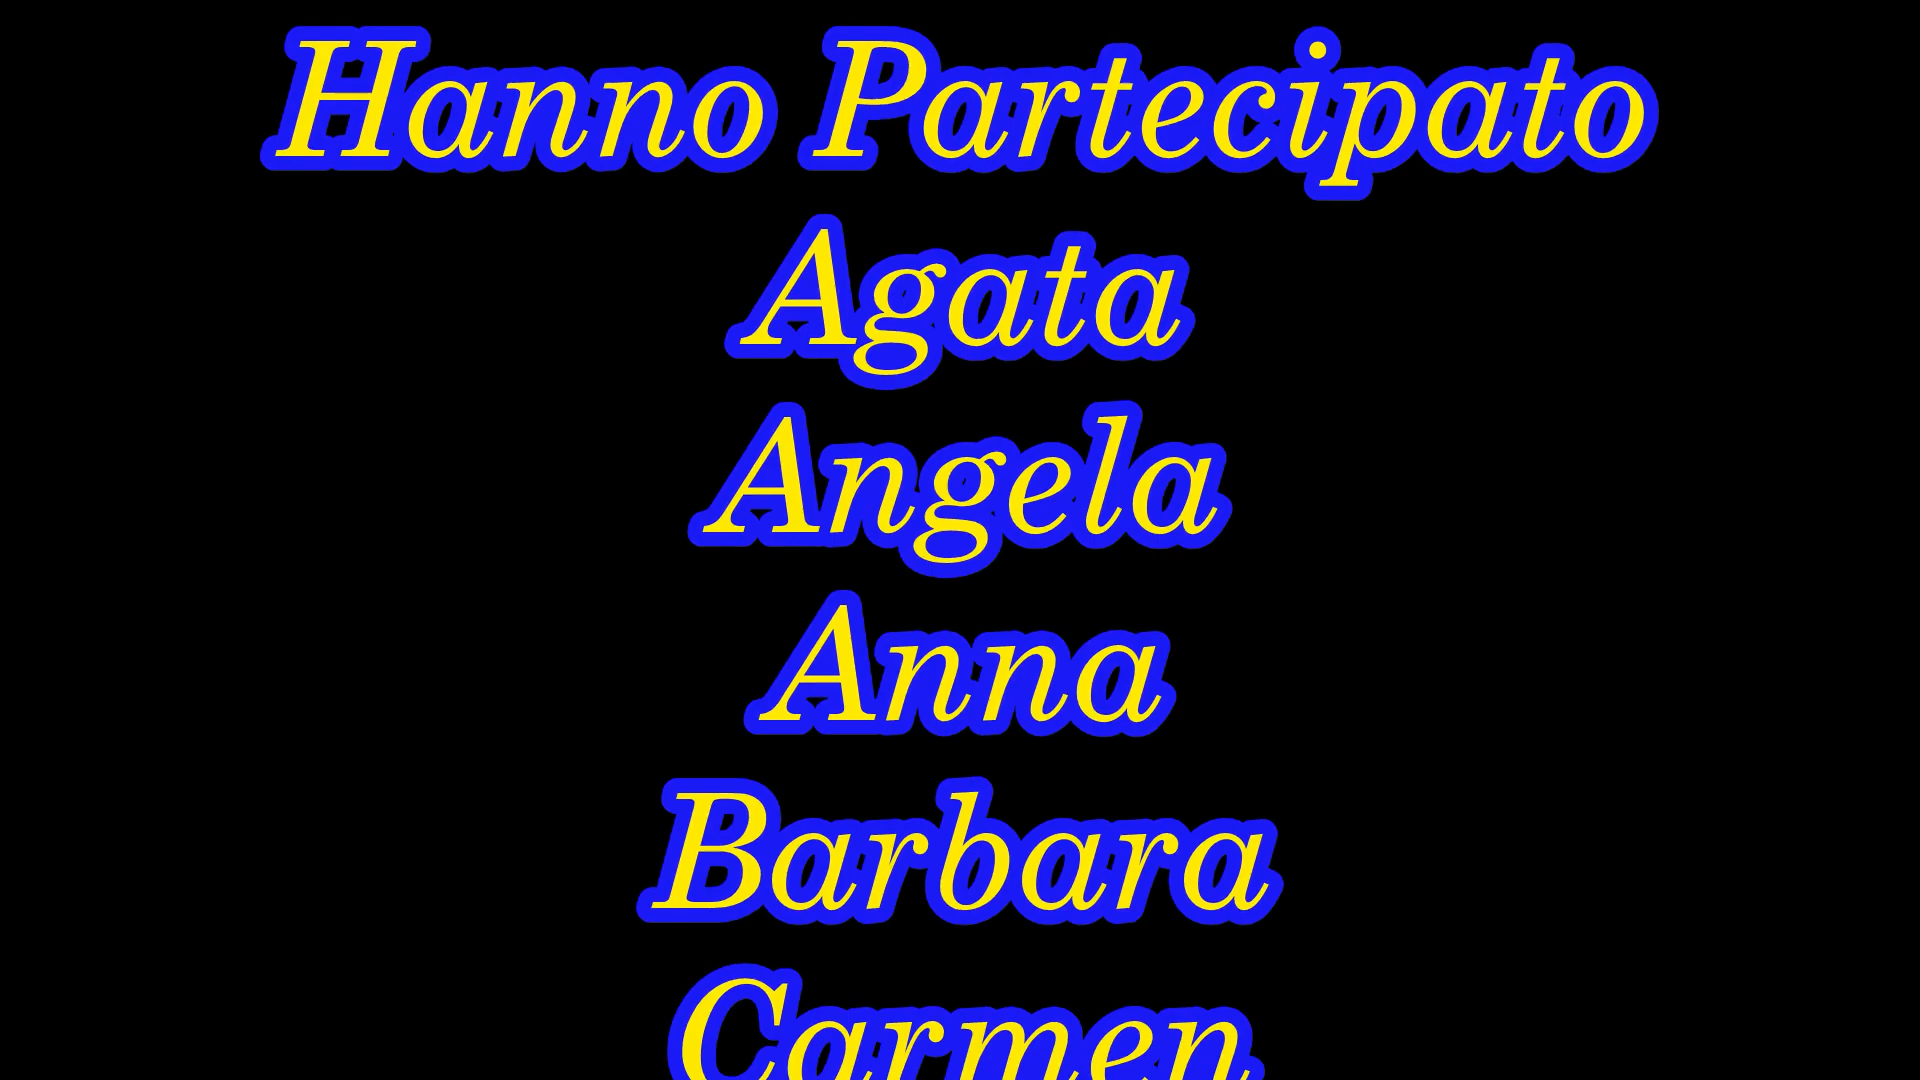 Hanno Partecipato
Agata
Angela
Anna
Barbara
Carmen